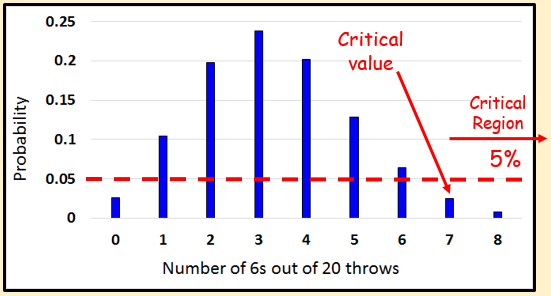 0.25
0.2
0.15
0.1
0.05
0
Probability
Critical
value
Critical
Region
5%
0 1 2 3 4 5 6 7 8
Number of 6s out of 20 throws